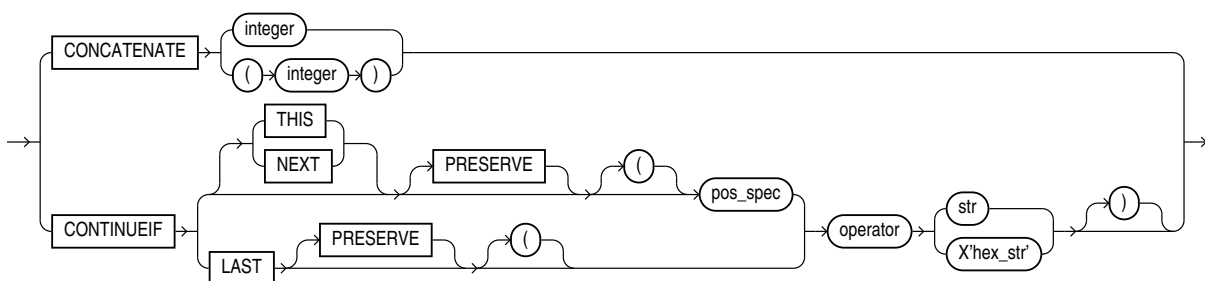 integer
CONCATENATE
( integer )
THIS
NEXT PRESERVE (
pos_spec
CONTINUEIF operator str )
PRESERVE (
LAST X'hex_str'